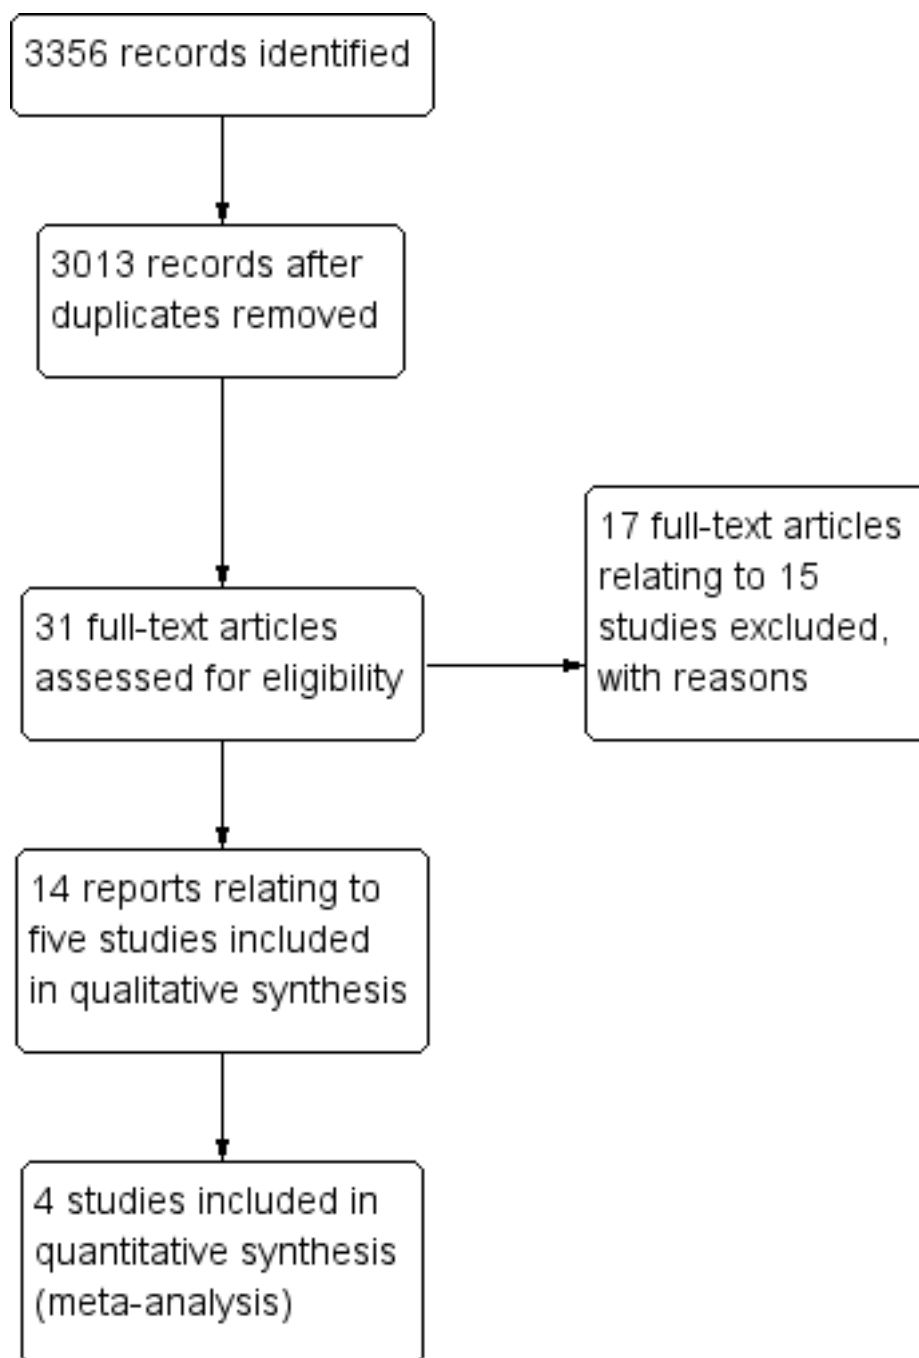 3356 records identified
3013 records after
duplicates removed
17 full-text articles
relating to 15
studies excluded,
with reasons
31 full-text articles
assessed for eligibility
14 reports relating to
five studies included
in qualitative synthesis
4 studies included in
quantitative synthesis
(meta-analysis)